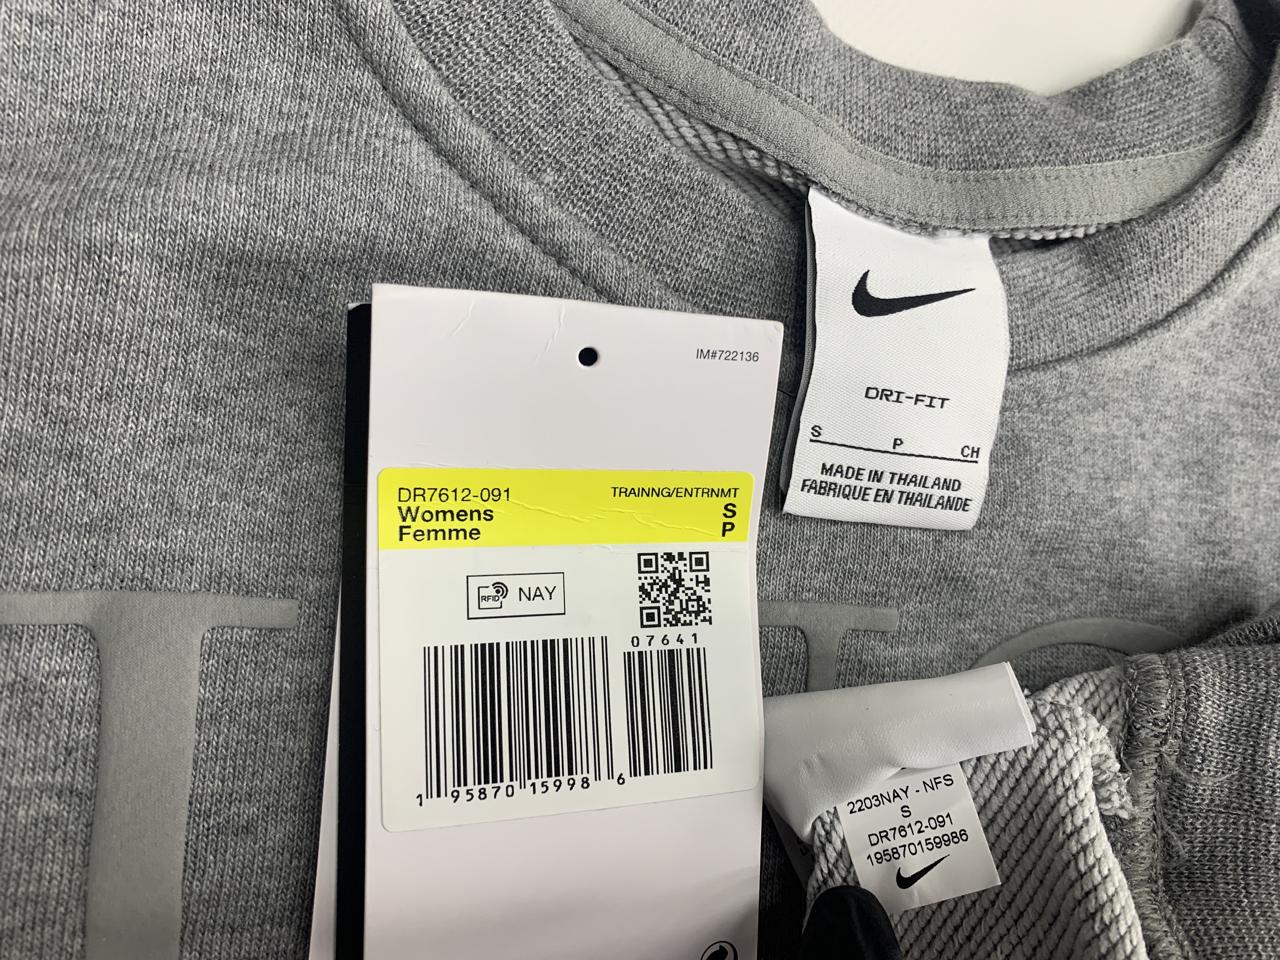 DRI-FIT
S P CH
MADE IN THAILAND
FABRIQUE EN THAILANDE
IM#722136
DR7612-091 TRAINNG/ENTRNMT
Womens S
Femme P
RFID NAY
07641
1 95870 15998 6
2203NAY - NFS
S
DR7612-091
195870159986